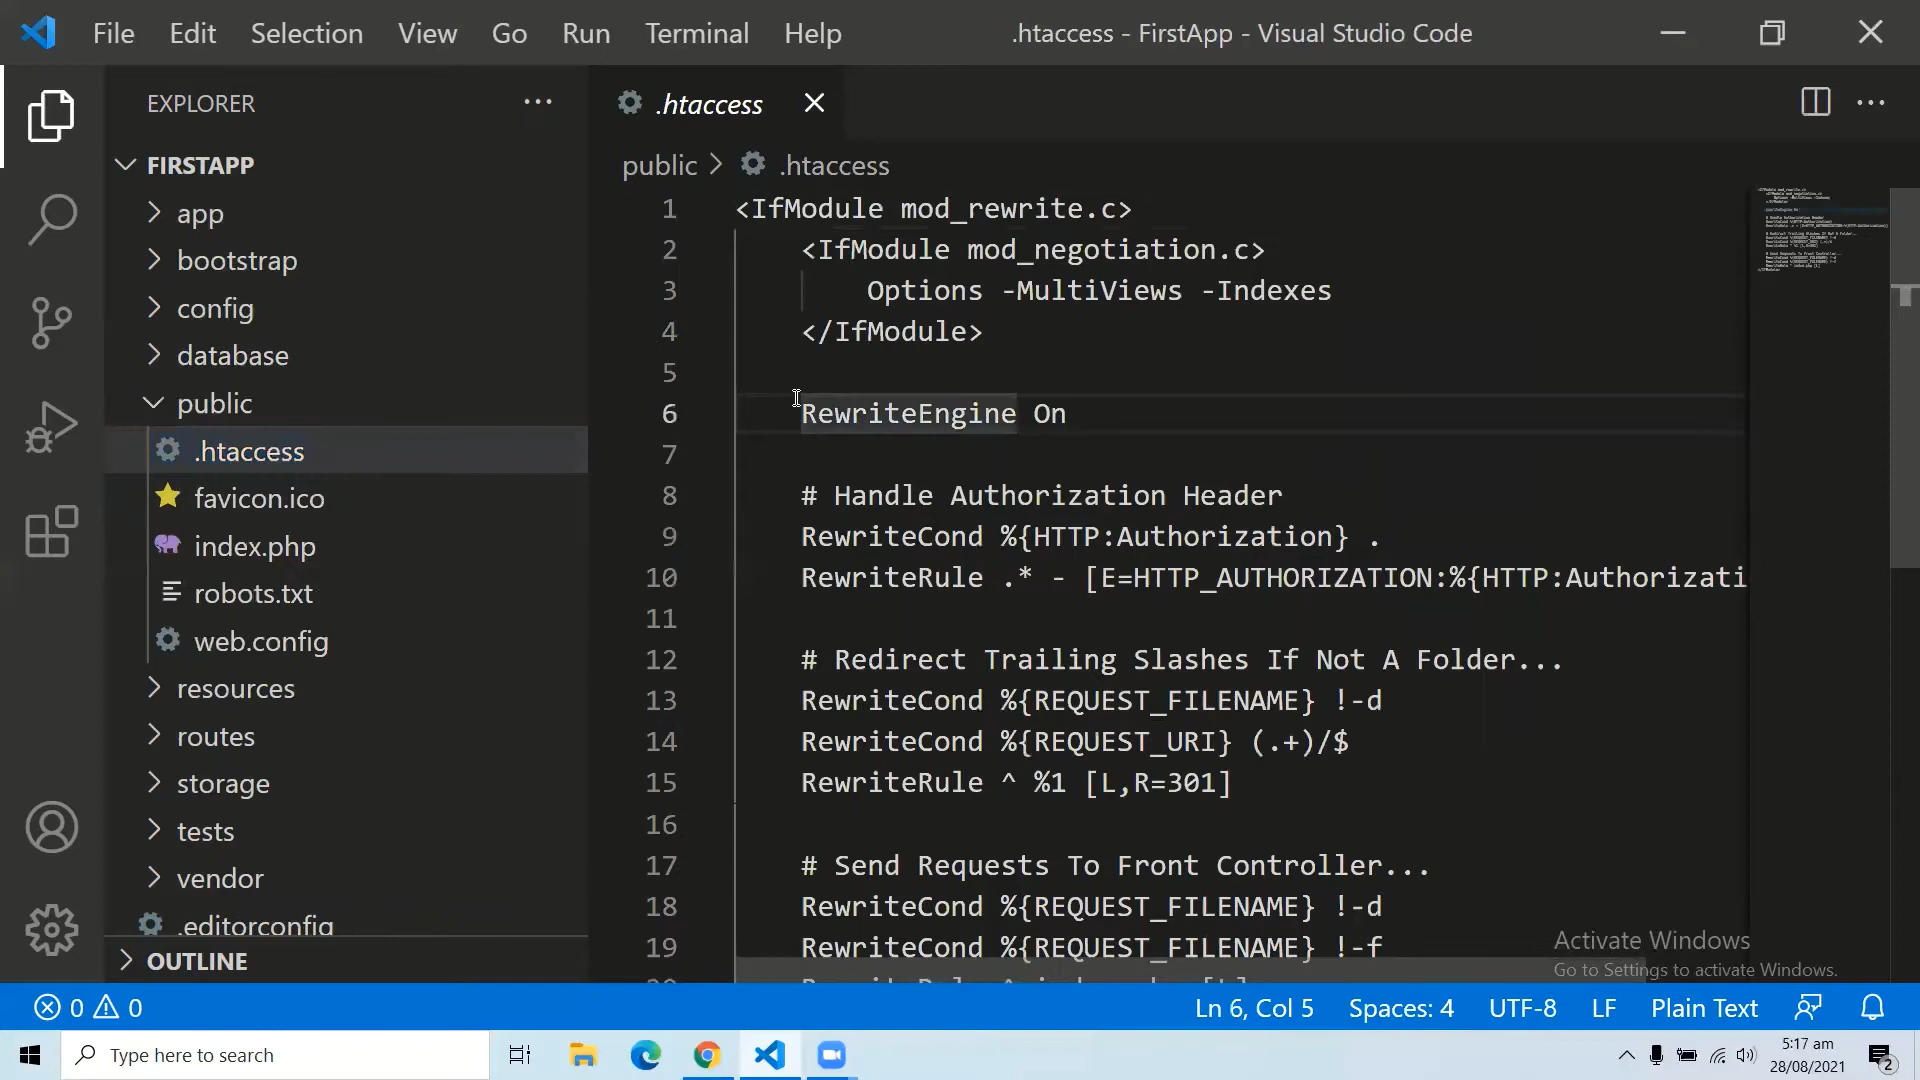 File Edit Selection View Go Run Terminal Help
.htaccess - FirstApp - Visual Studio Code
EXPLORER
FIRSTAPP
app
bootstrap
config
database
public
.htaccess
favicon.ico
index.php
robots.txt
web.config
resources
routes
storage
tests
vendor
.editorconfig
OUTLINE
.htaccess
public > .htaccess
1 <IfModule mod_rewrite.c>
2 <IfModule mod_negotiation.c>
3 Options -MultiViews -Indexes
4 </IfModule>
5
6 RewriteEngine On
7
8 # Handle Authorization Header
9 RewriteCond %{HTTP:Authorization} .
10 RewriteRule .* - [E=HTTP_AUTHORIZATION:%{HTTP:Authorizati
11
12 # Redirect Trailing Slashes If Not A Folder...
13 RewriteCond %{REQUEST_FILENAME} !-d
14 RewriteCond %{REQUEST_URI} (.+)/$
15 RewriteRule ^ %1 [L,R=301]
16
17 # Send Requests To Front Controller...
18 RewriteCond %{REQUEST_FILENAME} !-d
19 RewriteCond %{REQUEST_FILENAME} !-f
Activate Windows
Go to Settings to activate Windows.
0 0
Ln 6, Col 5 Spaces: 4 UTF-8 LF Plain Text
Type here to search
5:17 am
28/08/2021
2